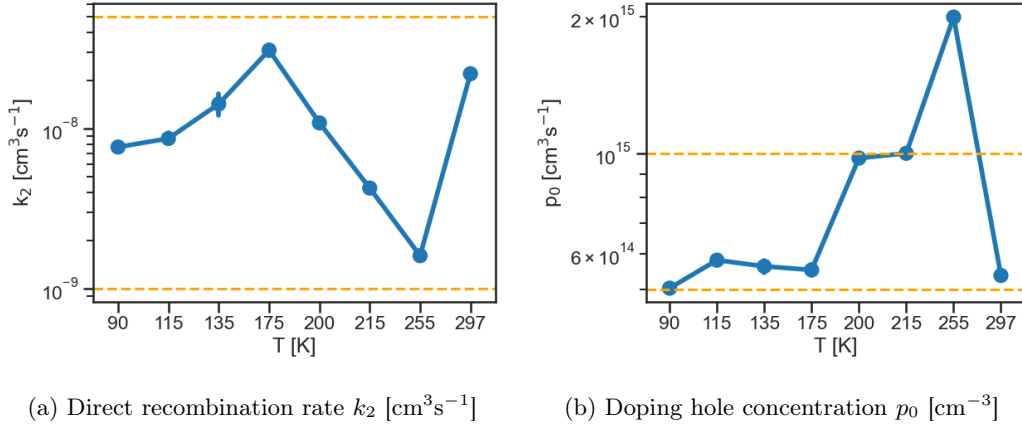 k₂ [cm³s⁻¹]
10⁻⁸
10⁻⁹
90 115 135 175 200 215 255 297
T [K]
p₀ [cm⁻³s⁻¹]
2 × 10¹⁵
10¹⁵
6 × 10¹⁴
90 115 135 175 200 215 255 297
T [K]
(a) Direct recombination rate k₂ [cm³s⁻¹]
(b) Doping hole concentration p₀ [cm⁻³]